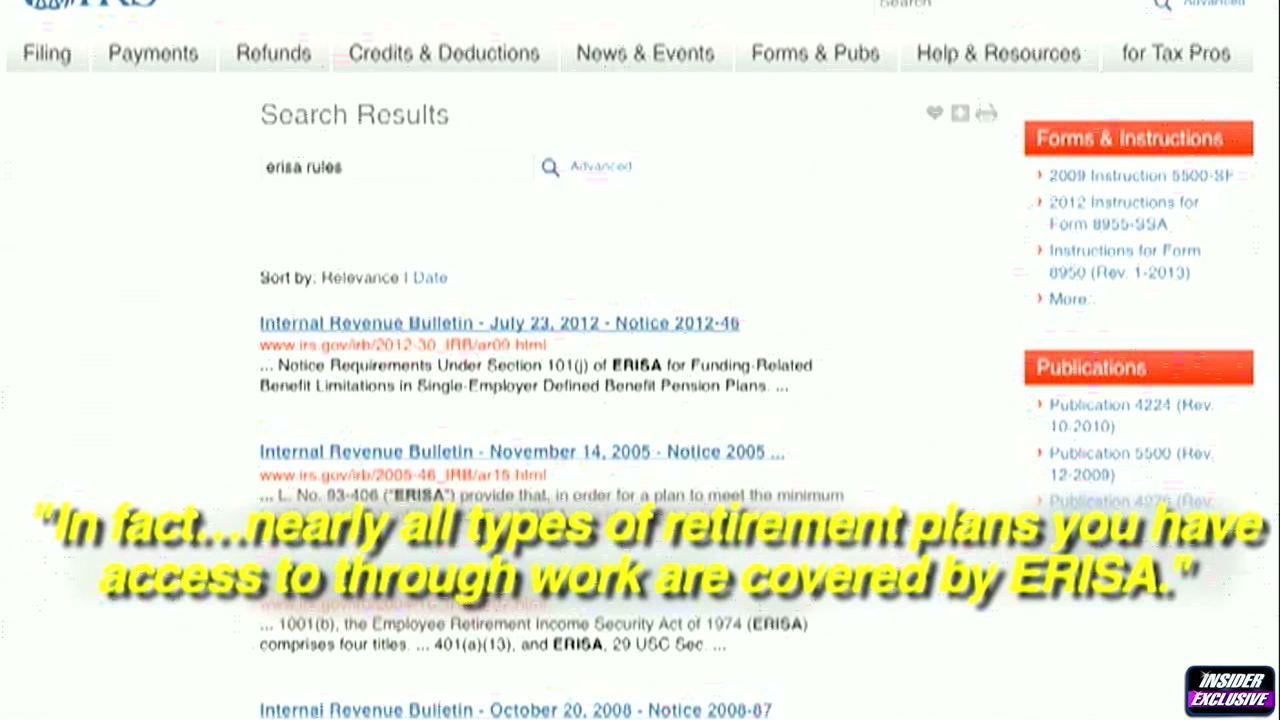 IRS
Search
Advanced
Filing
Payments
Refunds
Credits & Deductions
News & Events
Forms & Pubs
Help & Resources
for Tax Pros
Search Results
erisa rules
Advanced
Sort by: Relevance | Date
Internal Revenue Bulletin - July 23, 2012 - Notice 2012-46
www.irs.gov/irb/2012-30_IRB/ar09.html
... Notice Requirements Under Section 101(j) of ERISA for Funding-Related
Benefit Limitations in Single-Employer Defined Benefit Pension Plans. ...
Internal Revenue Bulletin - November 14, 2005 - Notice 2005 ...
www.irs.gov/irb/2005-46_IRB/ar15.html
... L. No. 93-406 ("ERISA") provide that, in order for a plan to meet the minimum
"In fact...nearly all types of retirement plans you have
access to through work are covered by ERISA."
... 1001(b), the Employee Retirement Income Security Act of 1974 (ERISA)
comprises four titles. ... 401(a)(13), and ERISA, 29 USC Sec. ...
Internal Revenue Bulletin - October 20, 2008 - Notice 2008-87
Forms & Instructions
2009 Instruction 5500-SF
2012 Instructions for
Form 8955-SSA
Instructions for Form
8950 (Rev. 1-2013)
More..
Publications
Publication 4224 (Rev.
10-2010)
Publication 5500 (Rev.
12-2009)
INSIDER
EXCLUSIVE